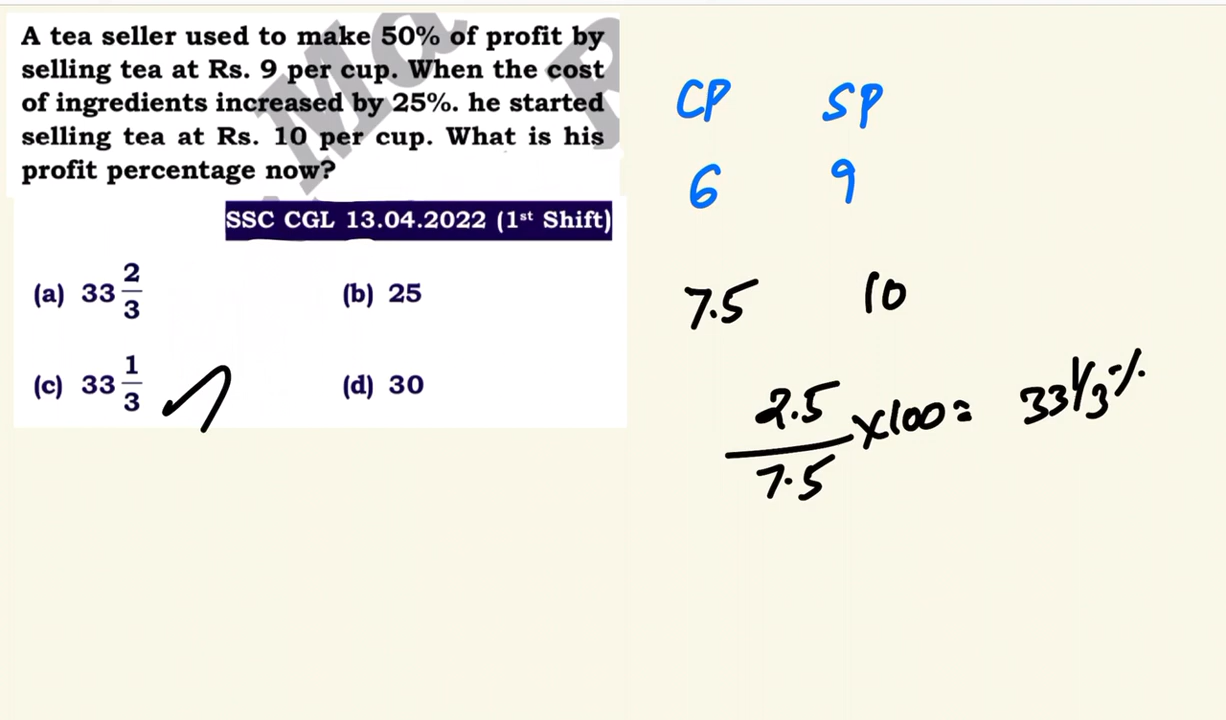 A tea seller used to make 50% of profit by
selling tea at Rs. 9 per cup. When the cost
of ingredients increased by 25%. he started
selling tea at Rs. 10 per cup. What is his
profit percentage now?
SSC CGL 13.04.2022 (1st Shift)
(a) 33 2/3 (b) 25
(c) 33 1/3 (d) 30
CP SP
6 9
7.5 10
2.5/7.5 ×100 = 33 1/3 %